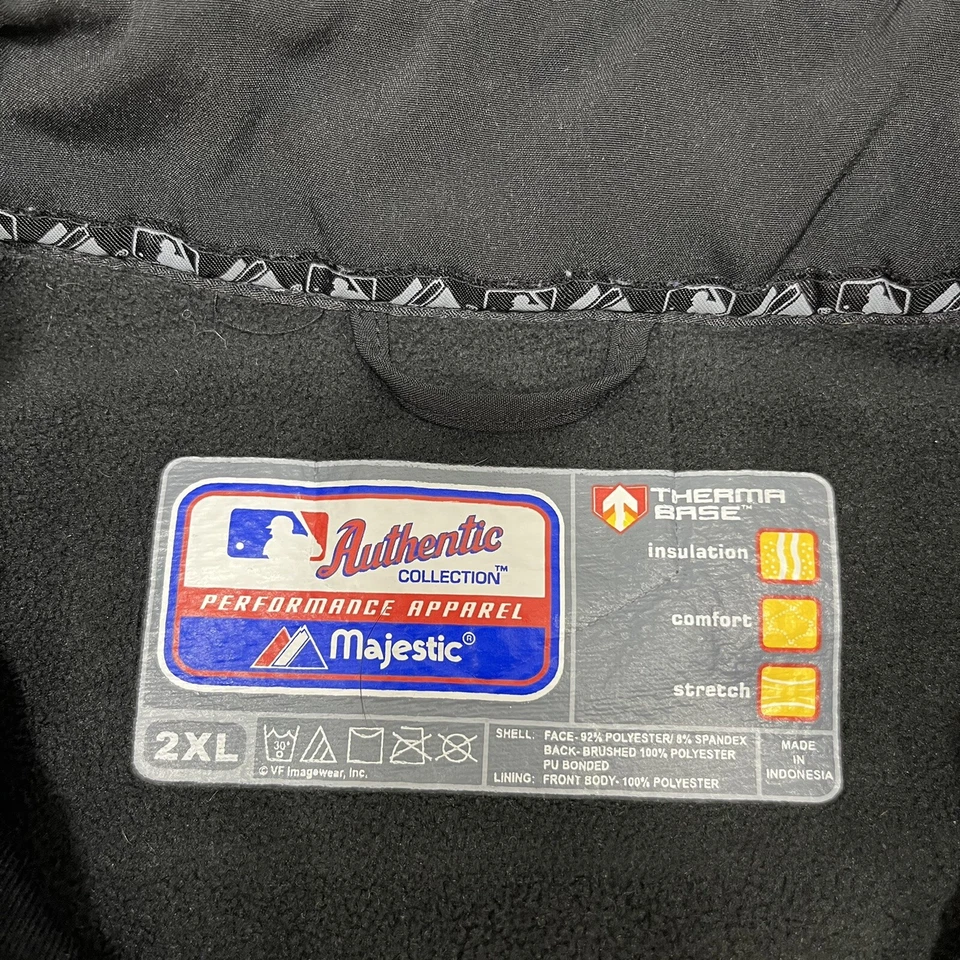 Authentic
COLLECTION™
PERFORMANCE APPAREL
Majestic®
THERMA
BASE™
insulation
comfort
stretch
2XL
30°
© VF Imagewear, Inc.
SHELL: FACE- 92% POLYESTER/ 8% SPANDEX
BACK- BRUSHED 100% POLYESTER
PU BONDED
LINING: FRONT BODY- 100% POLYESTER
MADE
IN
INDONESIA